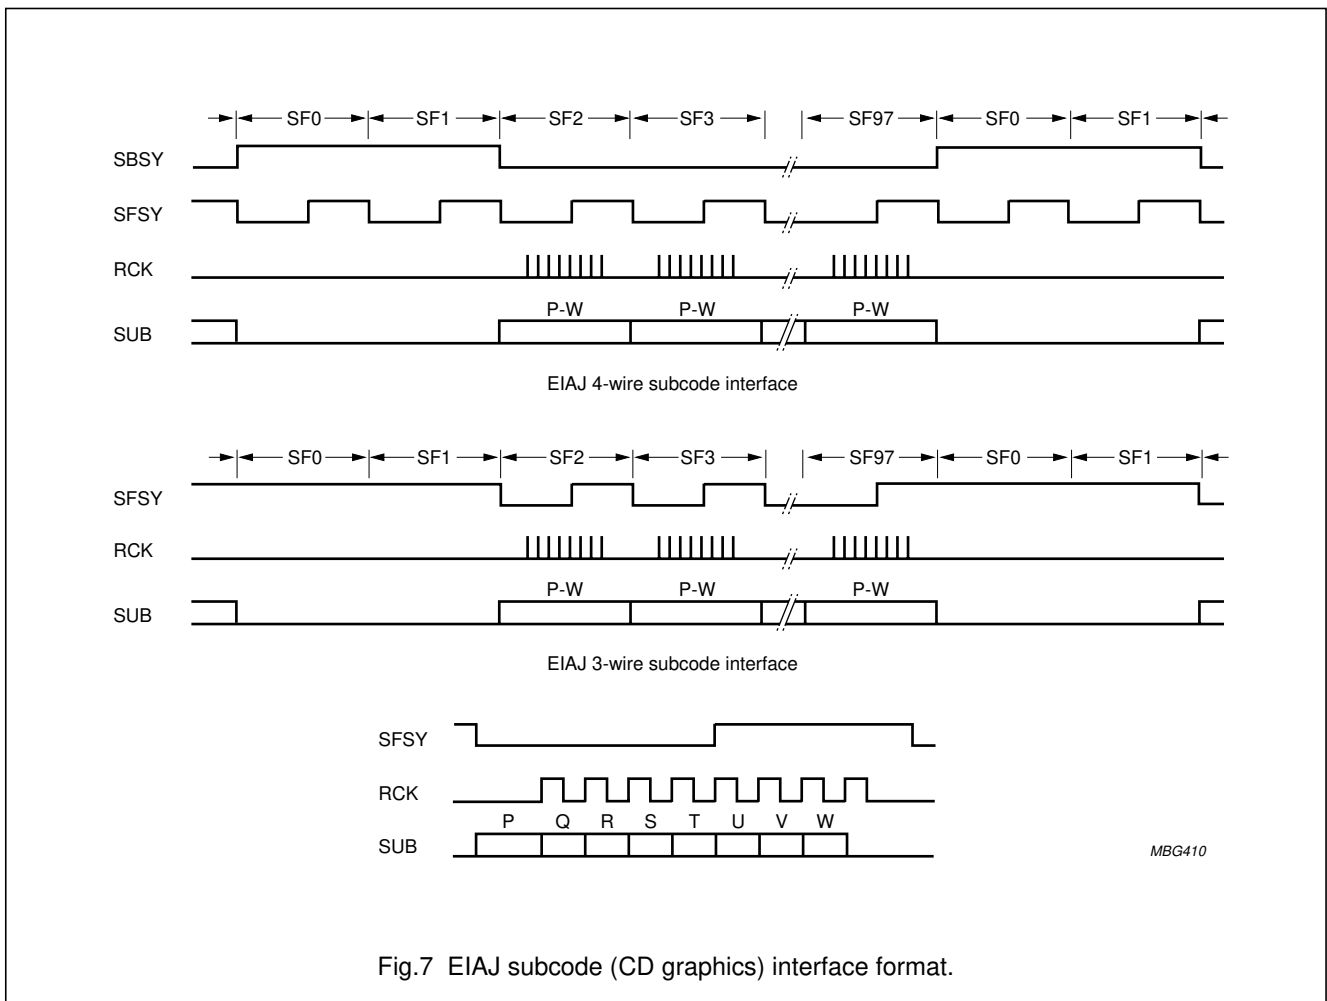 SF0 SF1 SF2 SF3 SF97 SF0 SF1
SBSY
SFSY
RCK
P-W P-W P-W
SUB
EIAJ 4-wire subcode interface
SF0 SF1 SF2 SF3 SF97 SF0 SF1
SFSY
RCK
P-W P-W P-W
SUB
EIAJ 3-wire subcode interface
SFSY
RCK
P Q R S T U V W
SUB
MBG410
Fig.7 EIAJ subcode (CD graphics) interface format.